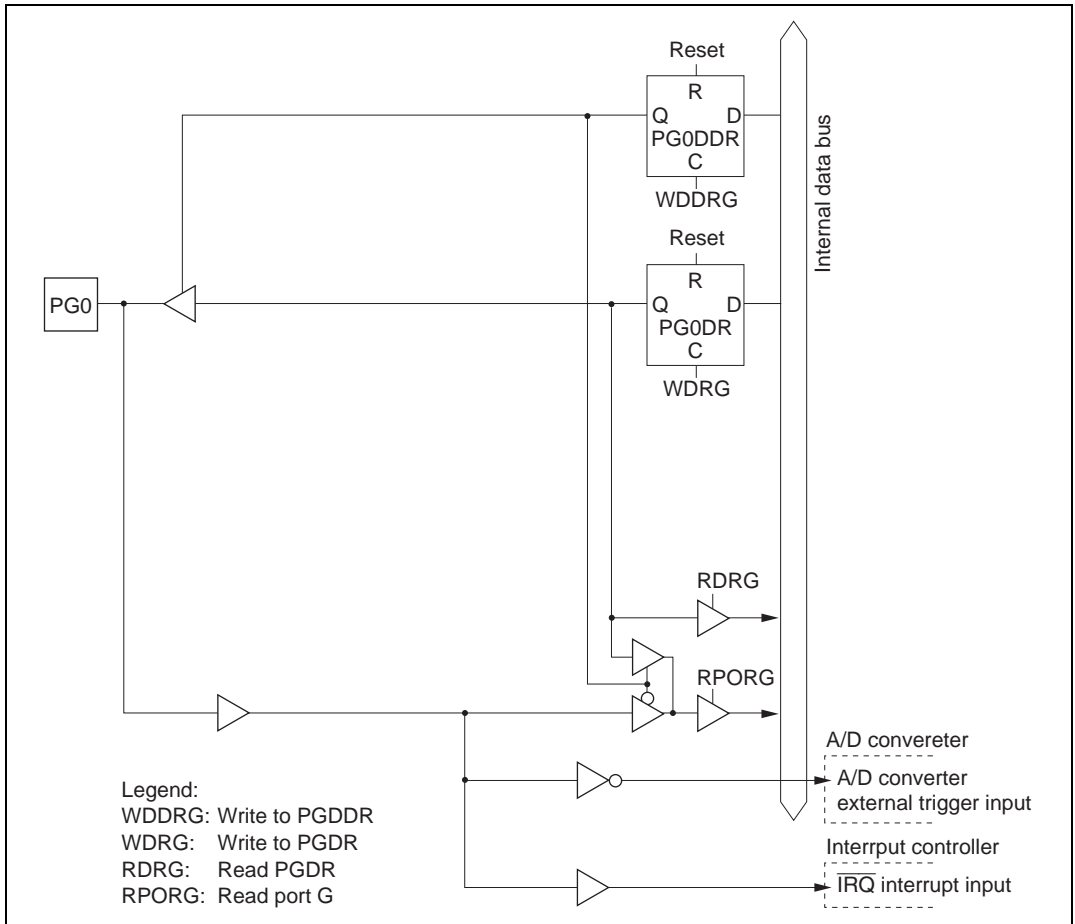 Reset
R
Q D
PG0DDR
C
WDDRG
Internal data bus
Reset
R
PG0
Q D
PG0DR
C
WDRG
RDRG
RPORG
A/D convereter
A/D converter
external trigger input
Interrput controller
IRQ interrupt input
Legend:
WDDRG: Write to PGDDR
WDRG: Write to PGDR
RDRG: Read PGDR
RPORG: Read port G